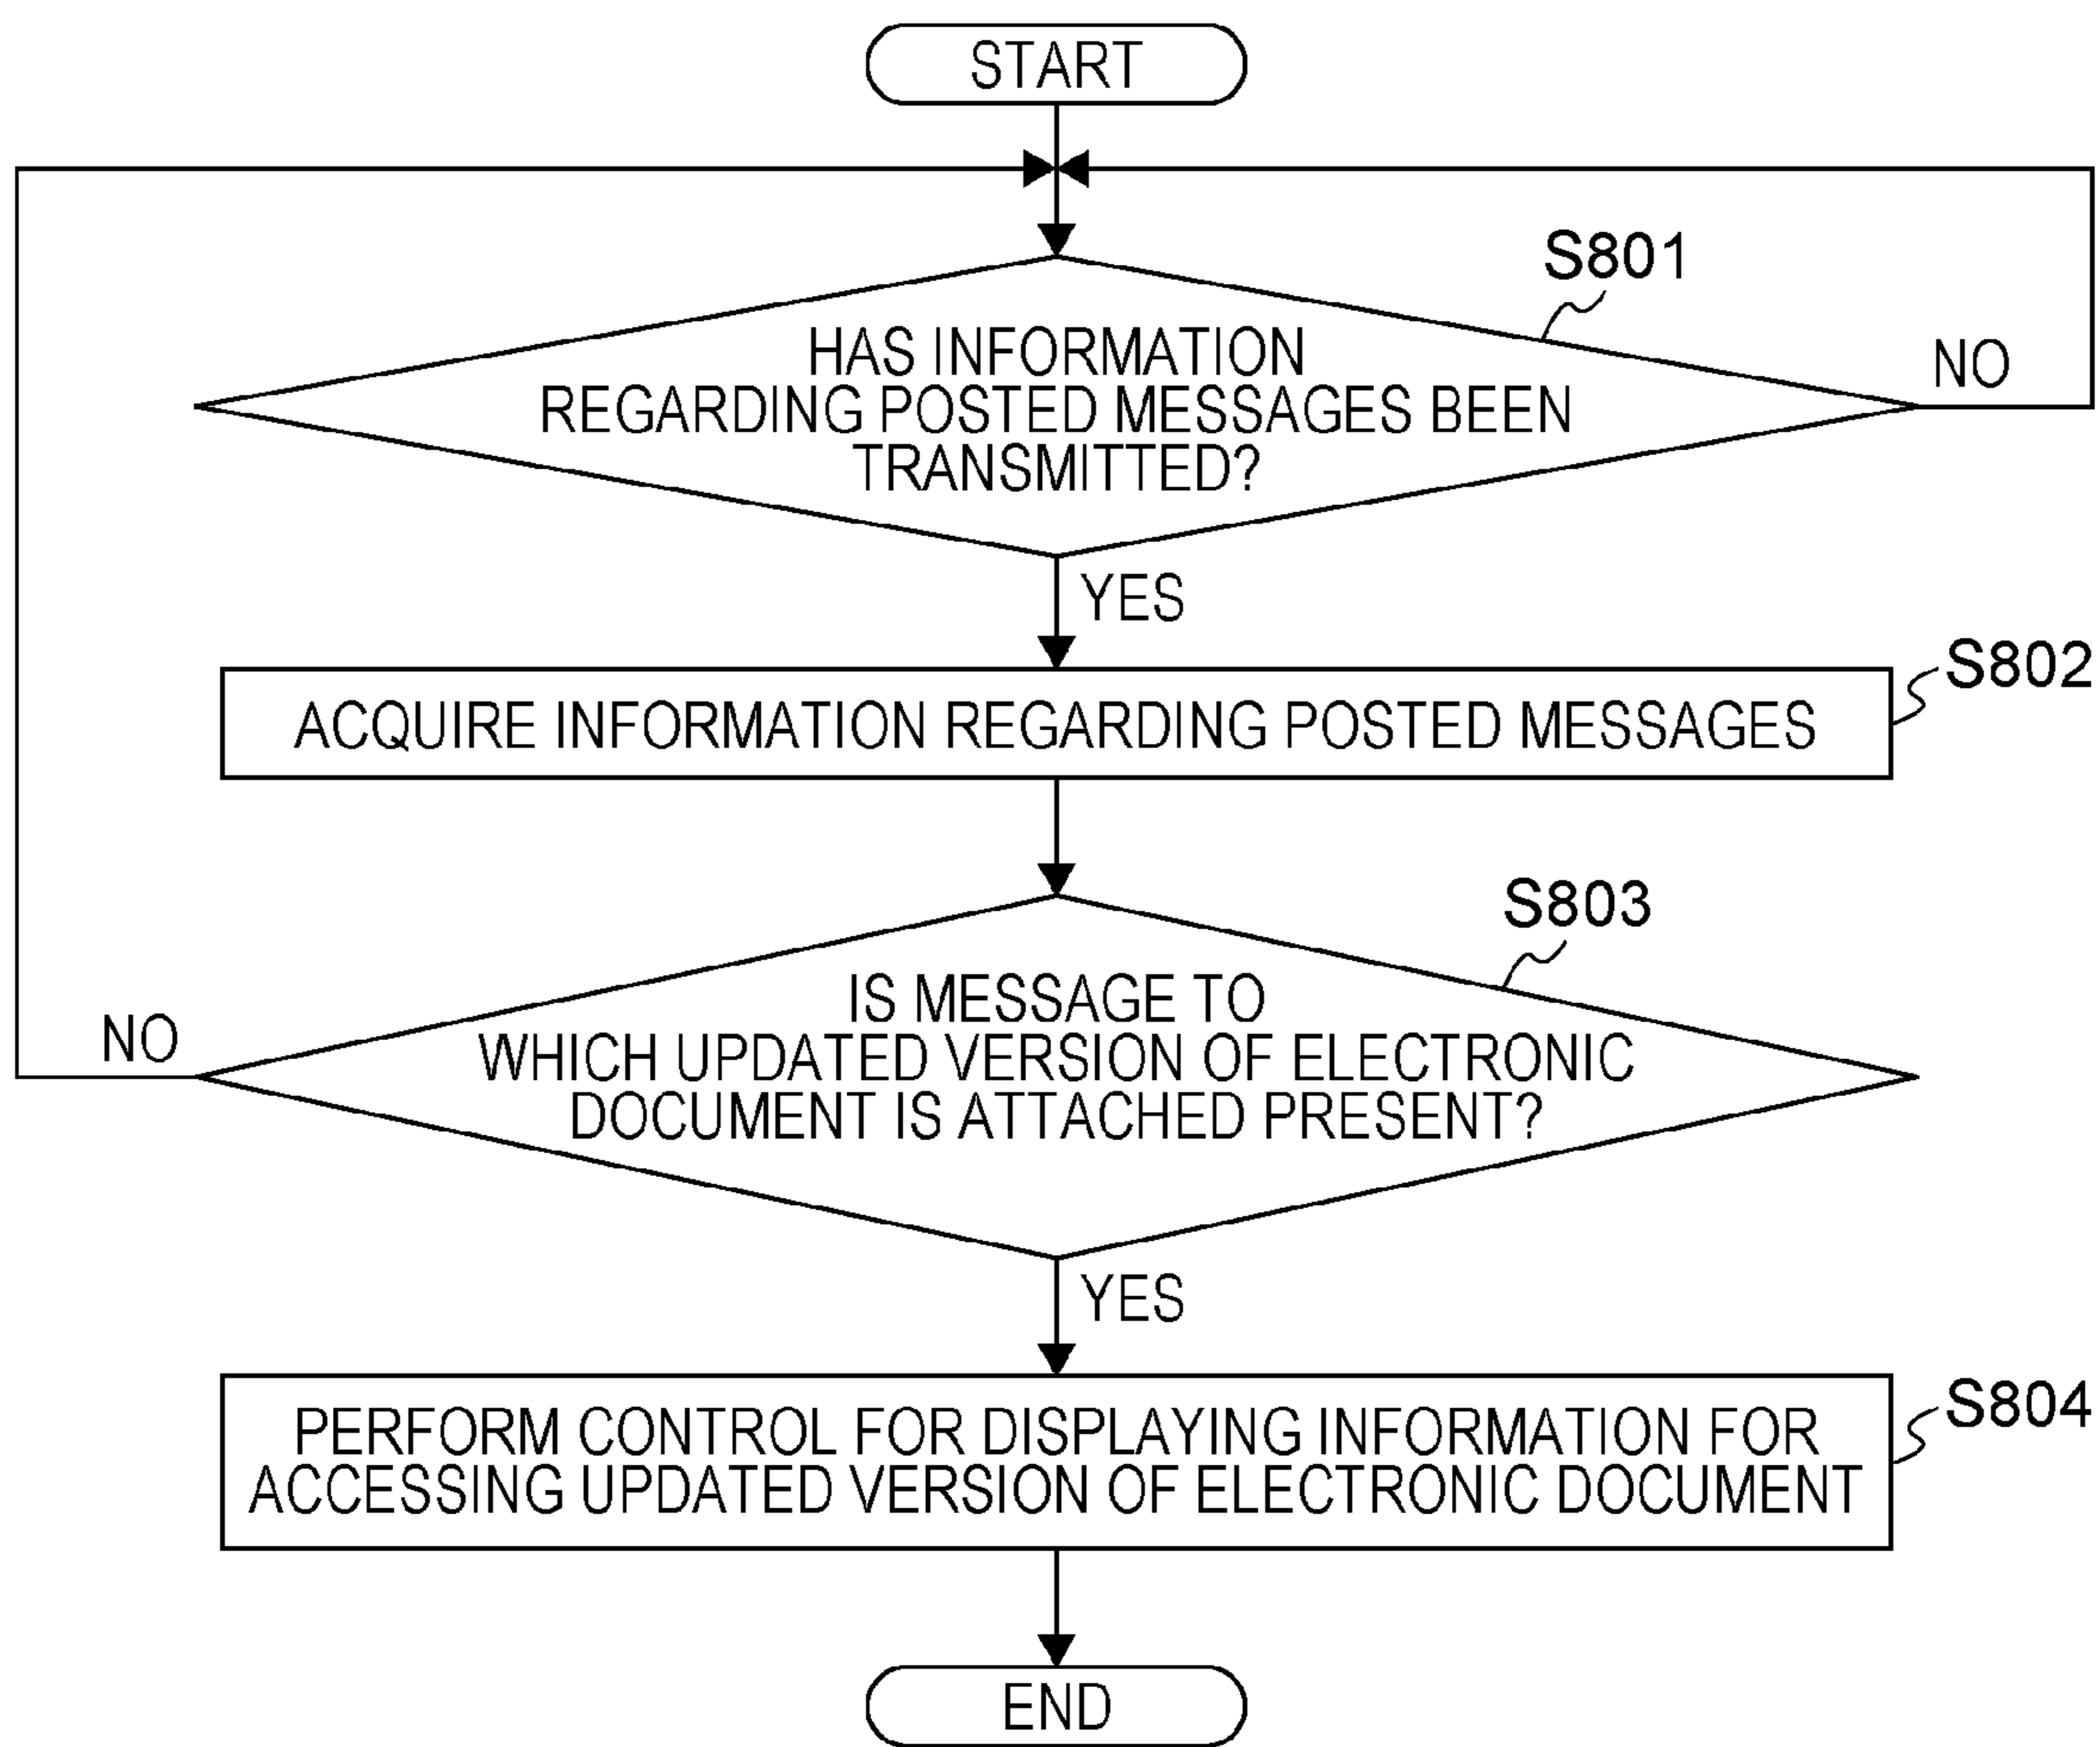 START
S801
HAS INFORMATION
REGARDING POSTED MESSAGES BEEN
TRANSMITTED?
NO
YES
S802
ACQUIRE INFORMATION REGARDING POSTED MESSAGES
S803
IS MESSAGE TO
WHICH UPDATED VERSION OF ELECTRONIC
DOCUMENT IS ATTACHED PRESENT?
NO
YES
S804
PERFORM CONTROL FOR DISPLAYING INFORMATION FOR
ACCESSING UPDATED VERSION OF ELECTRONIC DOCUMENT
END